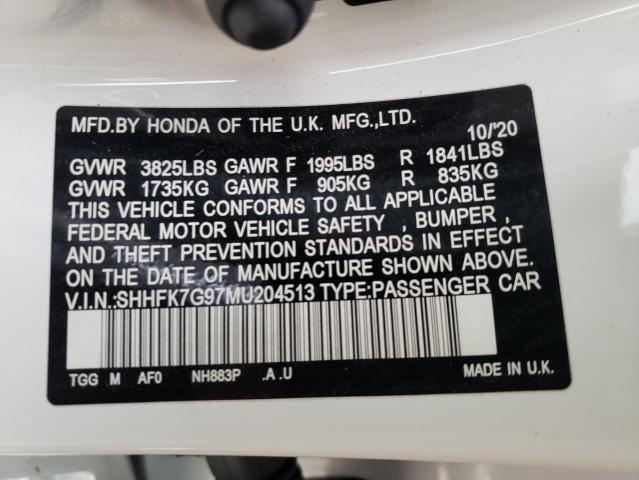 MFD.BY HONDA OF THE U.K. MFG.,LTD. 10/'20
GVWR 3825LBS GAWR F 1995LBS R 1841LBS
GVWR 1735KG GAWR F 905KG R 835KG
THIS VEHICLE CONFORMS TO ALL APPLICABLE
FEDERAL MOTOR VEHICLE SAFETY , BUMPER ,
AND THEFT PREVENTION STANDARDS IN EFFECT
ON THE DATE OF MANUFACTURE SHOWN ABOVE.
V.I.N.:SHHFK7G97MU204513 TYPE:PASSENGER CAR
TGG M AF0 NH883P .A .U MADE IN U.K.